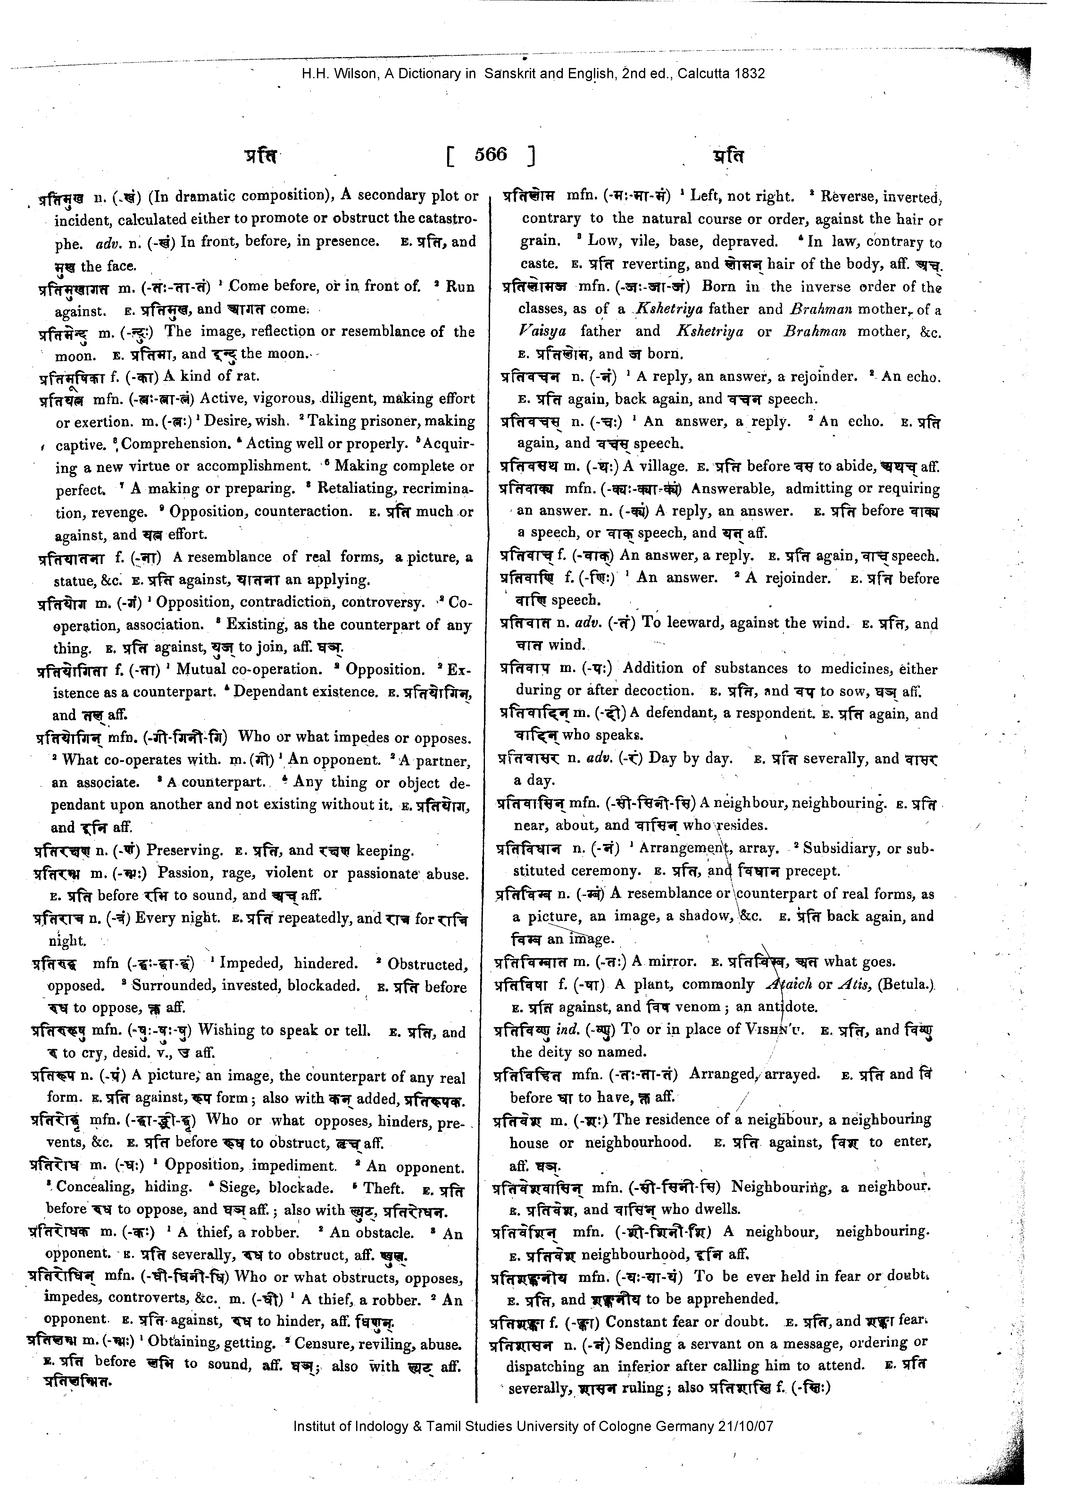 H.H. Wilson, A Dictionary in Sanskrit and English, 2nd ed., Calcutta 1832
प्रति [ 566 ] प्रति
प्रतिमुख n. (-खं) (In dramatic composition), A secondary plot or
incident, calculated either to promote or obstruct the catastro-
phe. adv. n. (-खं) In front, before, in presence. E. प्रति, and
मुख the face.
प्रतिमुखागत m. (-तः-ता-तं) ¹ Come before, or in front of. ² Run
against. E. प्रतिमुख, and आगत come.
प्रतिमेन्दु m. (-न्दुः) The image, reflection or resemblance of the
moon. E. प्रतिमा, and इन्दु the moon.
प्रतिमूषिका f. (-का) A kind of rat.
प्रतियत्न mfn. (-त्नः-त्ना-त्नं) Active, vigorous, diligent, making effort
or exertion. m. (-त्नः) ¹ Desire, wish. ² Taking prisoner, making
captive. ³ Comprehension. ⁴ Acting well or properly. ⁵ Acquir-
ing a new virtue or accomplishment. ⁶ Making complete or
perfect. ⁷ A making or preparing. ⁸ Retaliating, recrimina-
tion, revenge. ⁹ Opposition, counteraction. E. प्रति much or
against, and यत्न effort.
प्रतियातना f. (-ना) A resemblance of real forms, a picture, a
statue, &c. E. प्रति against, यातना an applying.
प्रतियोग m. (-गं) ¹ Opposition, contradiction, controversy. ² Co-
operation, association. ³ Existing, as the counterpart of any
thing. E. प्रति against, युज् to join, aff. घञ्.
प्रतियोगिता f. (-ता) ¹ Mutual co-operation. ² Opposition. ³ Ex-
istence as a counterpart. ⁴ Dependant existence. E. प्रतियोगिन्,
and तल् aff.
प्रतियोगिन् mfn. (-गी-गिनी-गि) Who or what impedes or opposes.
² What co-operates with. m. (गी) ¹ An opponent. ² A partner,
an associate. ³ A counterpart. ⁴ Any thing or object de-
pendant upon another and not existing without it. E. प्रतियोग,
and इनि aff.
प्रतिरक्षण n. (-णं) Preserving. E. प्रति, and रक्षण keeping.
प्रतिरम्भ m. (-म्भः) Passion, rage, violent or passionate abuse.
E. प्रति before रभि to sound, and अच् aff.
प्रतिरात्र n. (-त्रं) Every night. E. प्रति repeatedly, and रात्र for रात्रि
night.
प्रतिरुद्ध mfn (-द्धः-द्धा-द्धं) ¹ Impeded, hindered. ² Obstructed,
opposed. ³ Surrounded, invested, blockaded. E. प्रति before
रुध to oppose, क्त aff.
प्रतिरुरूषु mfn. (-षुः-षुः-षु) Wishing to speak or tell. E. प्रति, and
रु to cry, desid. v., उ aff.
प्रतिरूप n. (-पं) A picture, an image, the counterpart of any real
form. E. प्रति against, रूप form; also with कन् added, प्रतिरूपक.
प्रतिरोद्धृ mfn. (-द्धा-द्ध्री-द्धृ) Who or what opposes, hinders, pre-
vents, &c. E. प्रति before रुध to obstruct, तृच् aff.
प्रतिरोध m. (-धः) ¹ Opposition, impediment. ² An opponent.
³ Concealing, hiding. ⁴ Siege, blockade. ⁵ Theft. E. प्रति
before रुध to oppose, and घञ् aff.; also with ल्युट्, प्रतिरोधन.
प्रतिरोधक m. (-कः) ¹ A thief, a robber. ² An obstacle. ³ An
opponent. E. प्रति severally, रुध to obstruct, aff. ण्वुल्.
प्रतिरोधिन् mfn. (-धी-धिनी-धि) Who or what obstructs, opposes,
impedes, controverts, &c. m. (-धी) ¹ A thief, a robber. ² An
opponent. E. प्रति against, रुध to hinder, aff. घिणुन्.
प्रतिलम्भ m. (-म्भः) ¹ Obtaining, getting. ² Censure, reviling, abuse.
E. प्रति before लभि to sound, aff. घञ्; also with ल्युट aff.
प्रतिलोम mfn. (-मः-मा-मं) ¹ Left, not right. ² Reverse, inverted,
contrary to the natural course or order, against the hair or
grain. ³ Low, vile, base, depraved. ⁴ In law, contrary to
caste. E. प्रति reverting, and लोमन् hair of the body, aff. अच्.
प्रतिलोमज mfn. (-जः-जा-जं) Born in the inverse order of the
classes, as of a Kshetriya father and Brahman mother, of a
Vaisya father and Kshetriya or Brahman mother, &c.
E. प्रतिलोम, and ज born.
प्रतिवचन n. (-नं) ¹ A reply, an answer, a rejoinder. ² An echo.
E. प्रति again, back again, and वचन speech.
प्रतिवचस् n. (-चः) ¹ An answer, a reply. ² An echo. E. प्रति
again, and वचस् speech.
प्रतिवसथ m. (-थः) A village. E. प्रति before वस to abide, अथच् aff.
प्रतिवाक्य mfn. (-क्यः-क्या-क्यं) Answerable, admitting or requiring
an answer. n. (-क्यं) A reply, an answer. E. प्रति before वाक्य
a speech, or वाक् speech, and यत् aff.
प्रतिवाच् f. (-वाक्) An answer, a reply. E. प्रति again, वाच् speech.
प्रतिवाणि f. (-णिः) ¹ An answer. ² A rejoinder. E. प्रति before
वाणि speech.
प्रतिवात n. adv. (-तं) To leeward, against the wind. E. प्रति, and
वात wind.
प्रतिवाप m. (-पः) Addition of substances to medicines, either
during or after decoction. E. प्रति, and वप to sow, घञ् aff.
प्रतिवादिन् m. (-दी) A defendant, a respondent. E. प्रति again, and
वादिन् who speaks.
प्रतिवासर n. adv. (-रं) Day by day. E. प्रति severally, and वासर
a day.
प्रतिवासिन् mfn. (-सी-सिनी-सि) A neighbour, neighbouring. E. प्रति
near, about, and वासिन् who resides.
प्रतिविधान n. (-नं) ¹ Arrangement, array. ² Subsidiary, or sub-
stituted ceremony. E. प्रति, and विधान precept.
प्रतिविम्ब n. (-म्बं) A resemblance or counterpart of real forms, as
a picture, an image, a shadow, &c. E. प्रति back again, and
विम्ब an image.
प्रतिविम्बात m. (-तः) A mirror. E. प्रतिविम्ब, अत what goes.
प्रतिविषा f. (-षा) A plant, commonly Ataich or Atis, (Betula.)
E. प्रति against, and विष venom; an antidote.
प्रतिविष्णु ind. (-ष्णु) To or in place of VISHN'U. E. प्रति, and विष्णु
the deity so named.
प्रतिविहित mfn. (-तः-ता-तं) Arranged, arrayed. E. प्रति and वि
before धा to have, क्त aff.
प्रतिवेश m. (-शः) The residence of a neighbour, a neighbouring
house or neighbourhood. E. प्रति against, विश to enter,
aff. घञ्.
प्रतिवेशवासिन् mfn. (-सी-सिनी-सि) Neighbouring, a neighbour.
E. प्रतिवेश, and वासिन् who dwells.
प्रतिवेशिन् mfn. (-शी-शिनी-शि) A neighbour, neighbouring.
E. प्रतिवेश neighbourhood, इनि aff.
प्रतिशङ्कनीय mfn. (-यः-या-यं) To be ever held in fear or doubt.
E. प्रति, and शङ्कनीय to be apprehended.
प्रतिशङ्का f. (-ङ्का) Constant fear or doubt. E. प्रति, and शङ्का fear.
प्रतिशासन n. (-नं) Sending a servant on a message, ordering or
dispatching an inferior after calling him to attend. E. प्रति
severally, शासन ruling; also प्रतिशास्ति f. (-स्तिः)
Institut of Indology & Tamil Studies University of Cologne Germany 21/10/07